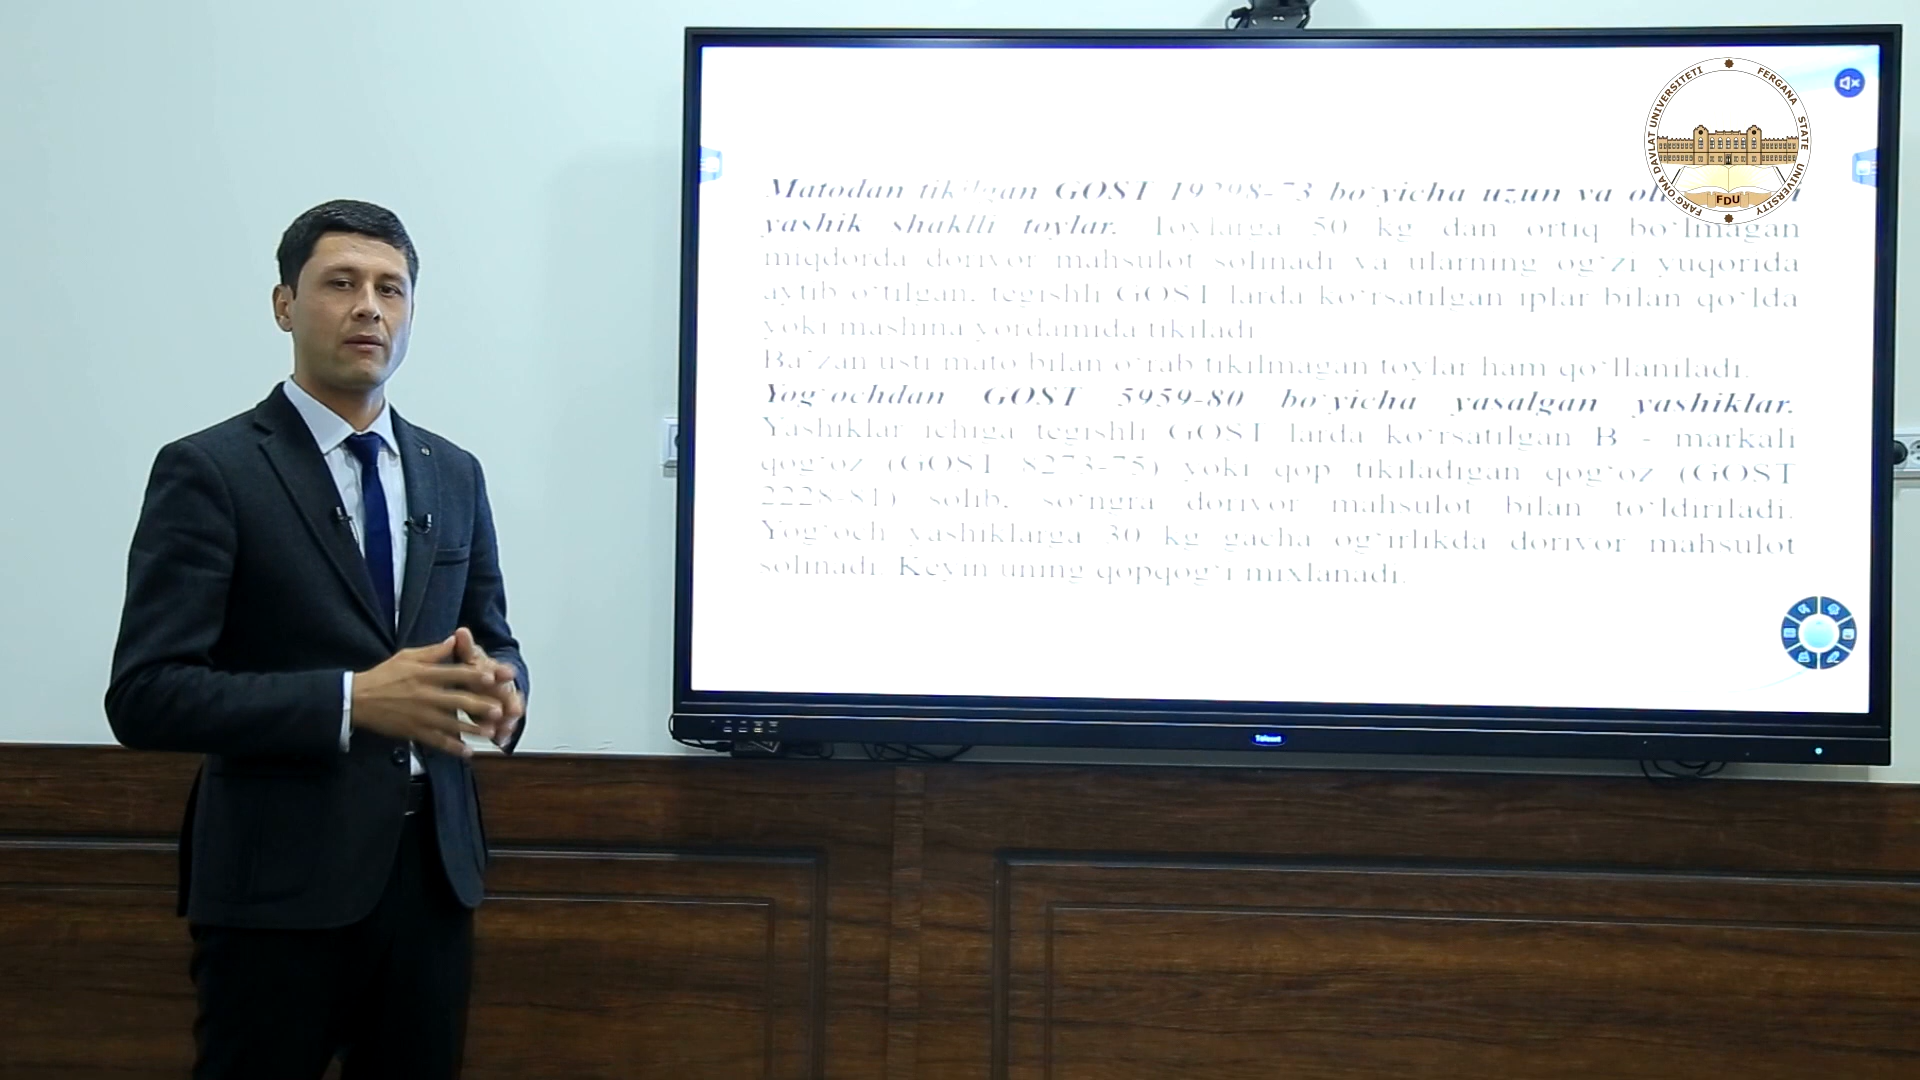 FARG'ONA DAVLAT UNIVERSITETI
FERGANA STATE UNIVERSITY
FDU
Matodan tikilgan GOST 19298-73 bo'yicha uzun va
yashik shaklli toylar. Toylarga 50 kg dan ortiq bo'lmagan
miqdorda dorivor mahsulot solinadi va ularning og'zi yuqorida
aytib o'tilgan, tegishli GOST larda ko'rsatilgan iplar bilan qo'lda
yoki mashina yordamida tikiladi
Ba'zan usti mato bilan o'rab tikilmagan toylar ham qo'llaniladi.
Yog'ochdan GOST 5959-80 bo'yicha yasalgan yashiklar.
Yashiklar ichiga tegishli GOST larda ko'rsatilgan B - markali
qog'oz (GOST 8273-75) yoki qop tikiladigan qog'oz (GOST
2228-81) solib, so'ngra dorivor mahsulot bilan to'ldiriladi.
Yog'och yashiklarga 30 kg gacha og'irlikda dorivor mahsulot
solinadi. Keyin uning qopqog'i mixlanadi.